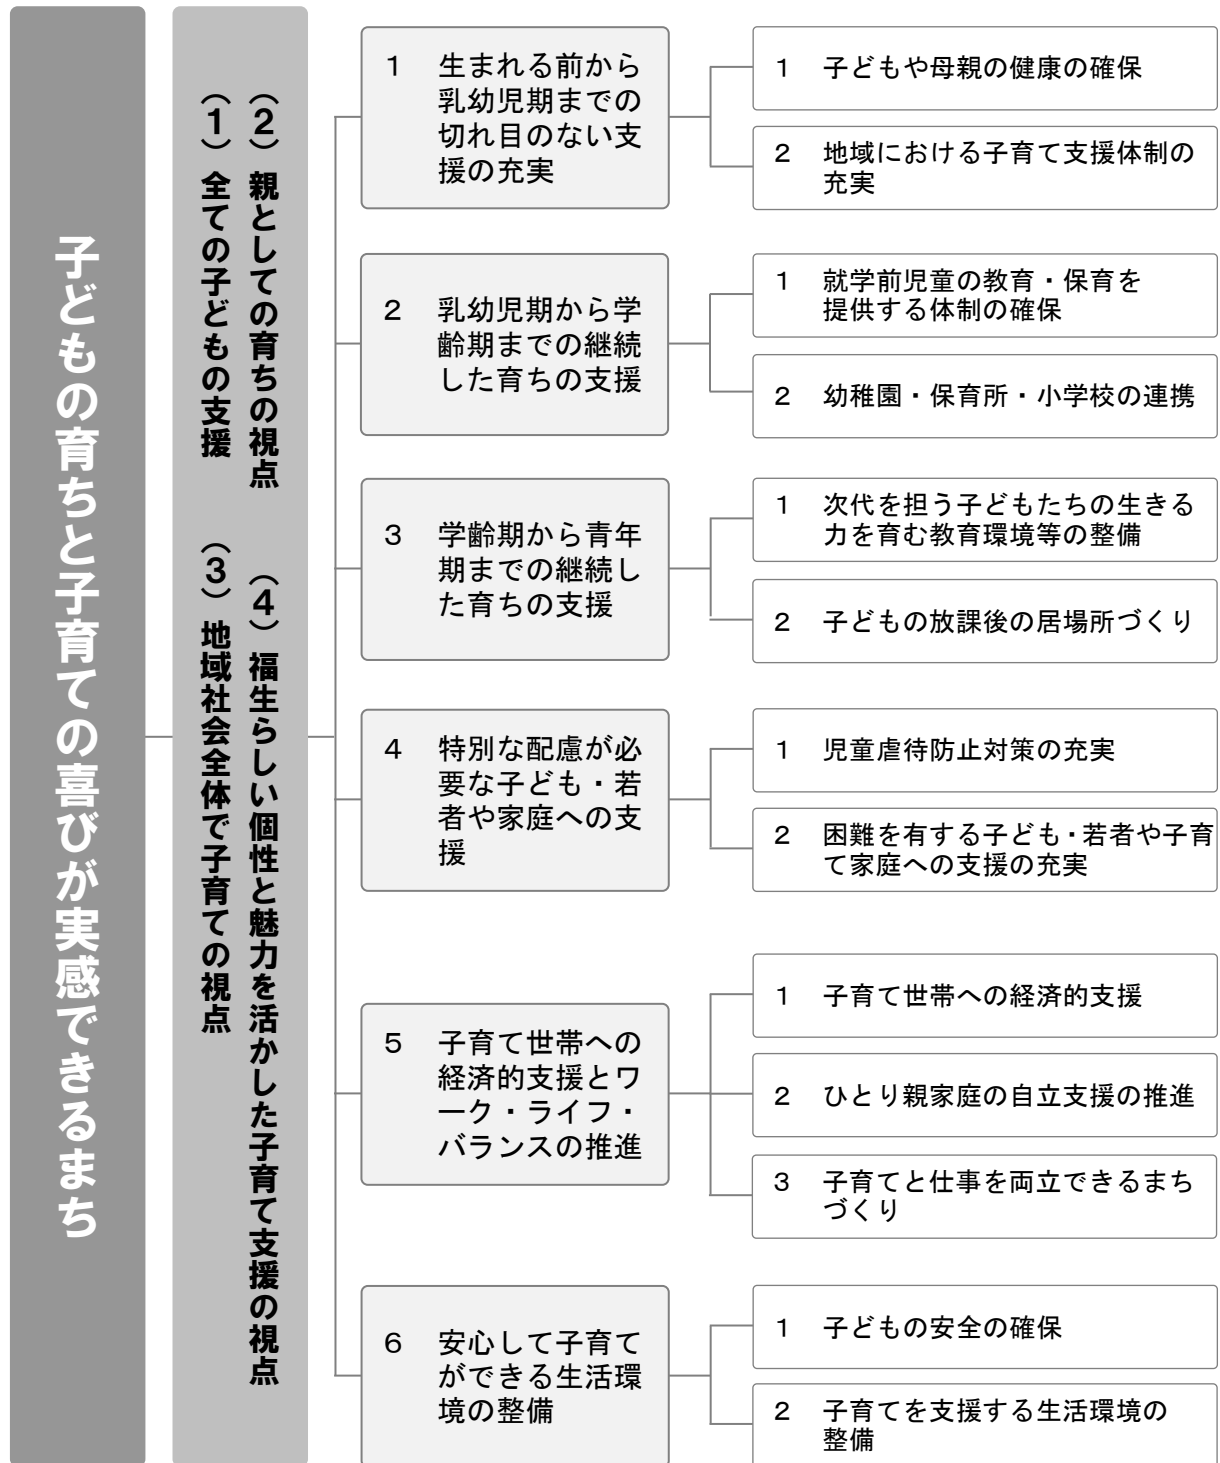 子どもの育ちと子育ての喜びが実感できるまち
(2) 親としての育ちの視点
(1) 全ての子どもの支援
(4) 福生らしい個性と魅力を活かした子育て支援の視点
(3) 地域社会全体で子育ての視点
1 生まれる前から
乳幼児期までの
切れ目のない支
援の充実
1 子どもや母親の健康の確保
2 地域における子育て支援体制の
充実
2 乳幼児期から学
齢期までの継続
した育ちの支援
1 就学前児童の教育・保育を
提供する体制の確保
2 幼稚園・保育所・小学校の連携
3 学齢期から青年
期までの継続し
た育ちの支援
1 次代を担う子どもたちの生きる
力を育む教育環境等の整備
2 子どもの放課後の居場所づくり
4 特別な配慮が必
要な子ども・若
者や家庭への支
援
1 児童虐待防止対策の充実
2 困難を有する子ども・若者や子育
て家庭への支援の充実
5 子育て世帯への
経済的支援とワ
ーク・ライフ・
バランスの推進
1 子育て世帯への経済的支援
2 ひとり親家庭の自立支援の推進
3 子育てと仕事を両立できるまち
づくり
6 安心して子育て
ができる生活環
境の整備
1 子どもの安全の確保
2 子育てを支援する生活環境の
整備